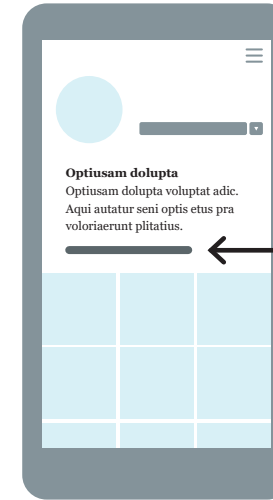 Optiusam dolupta
Optiusam dolupta voluptat adic.
Aqui autatur seni optis etus pra
voloriaerunt plitatius.